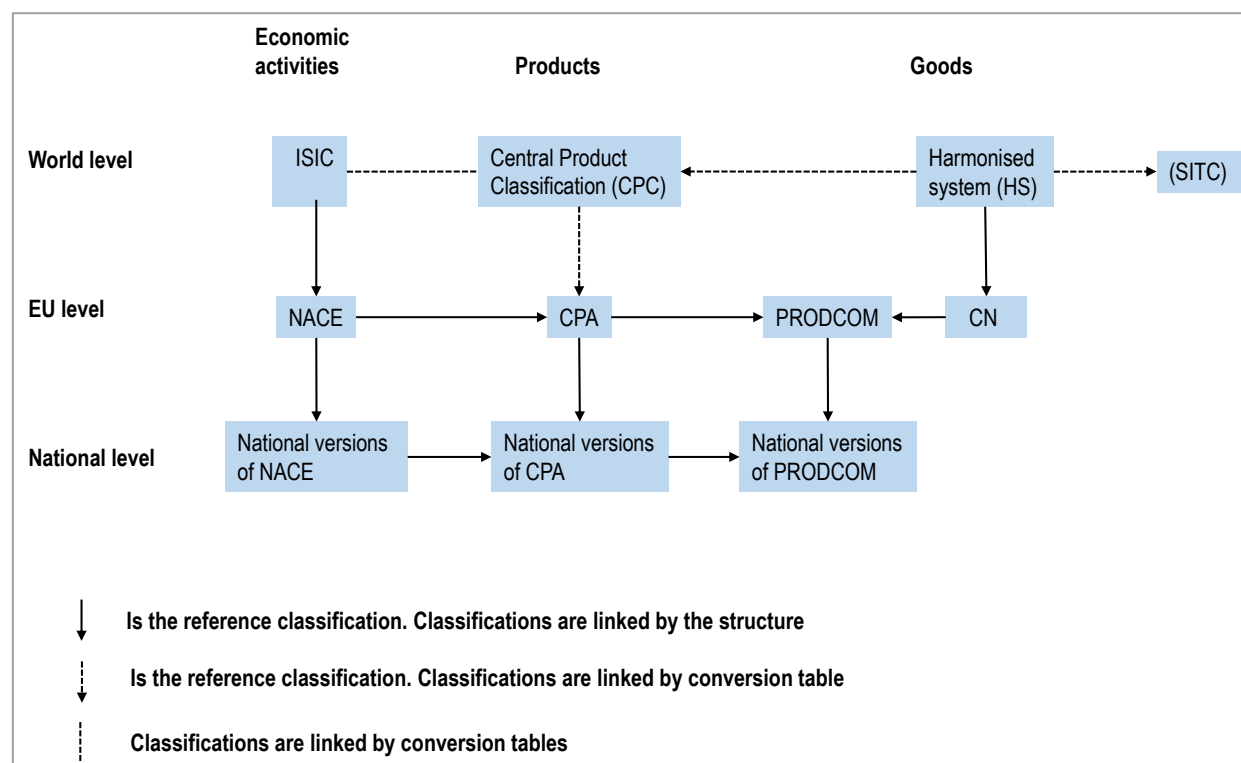 Economic
activities
Products
Goods
World level
ISIC
Central Product
Classification (CPC)
Harmonised
system (HS)
(SITC)
EU level
NACE
CPA
PRODCOM
CN
National level
National versions
of NACE
National versions
of CPA
National versions
of PRODCOM
Is the reference classification. Classifications are linked by the structure
Is the reference classification. Classifications are linked by conversion table
Classifications are linked by conversion tables